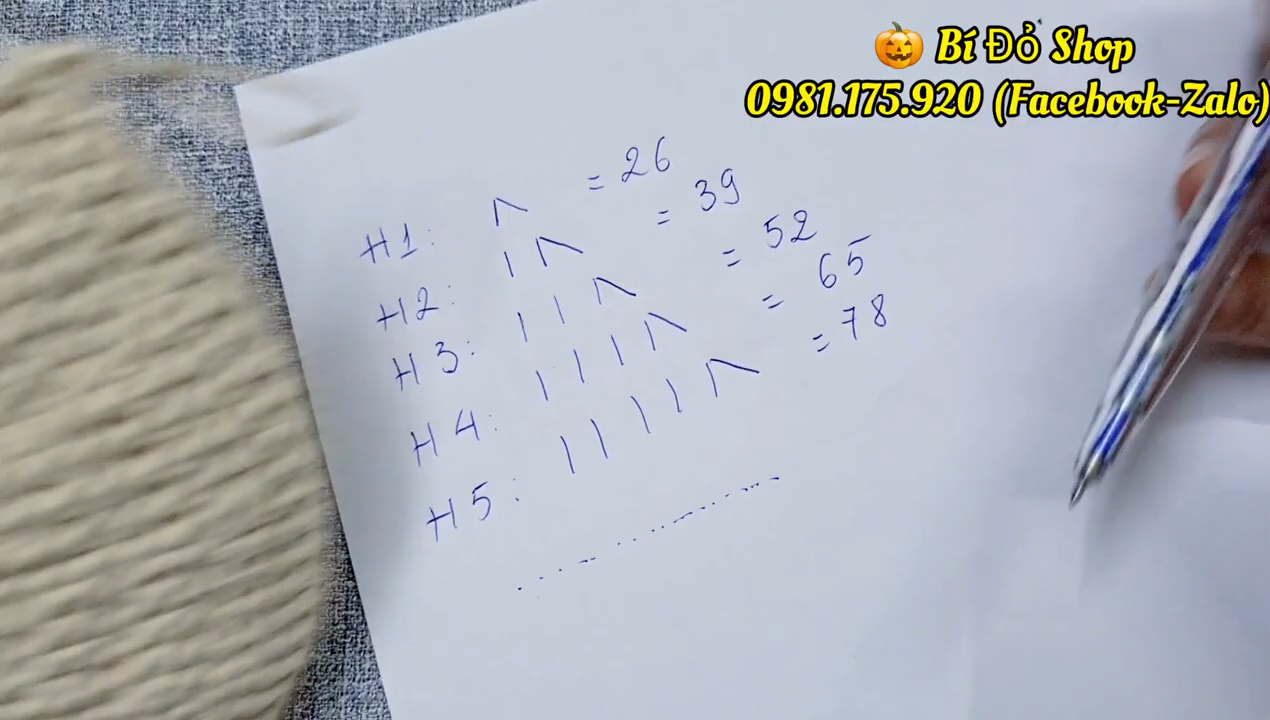 🎃 Bí Đỏ Shop
0981.175.920 (Facebook-Zalo)
H1: = 26
H2: = 39
H3: = 52
H4: = 65
H5: = 78